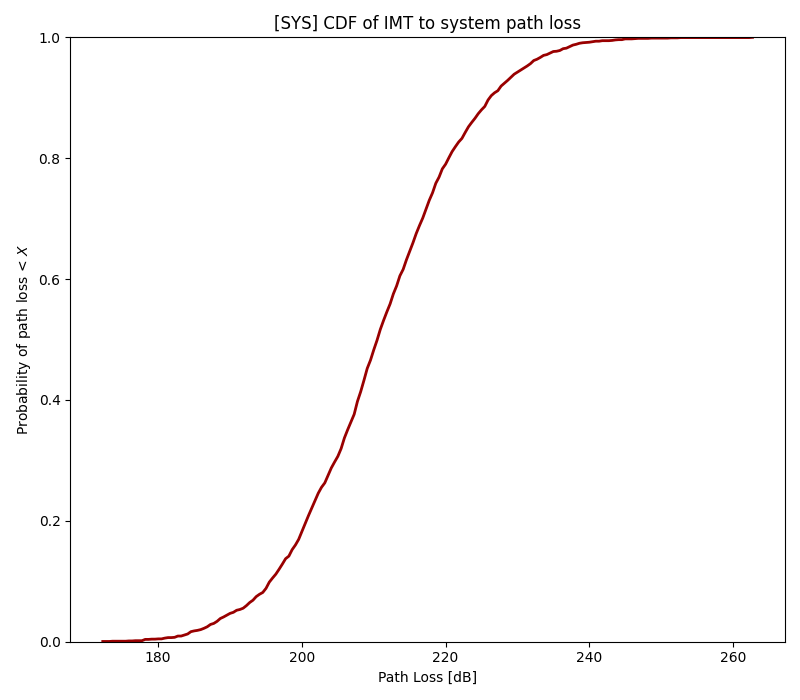 [SYS] CDF of IMT to system path loss
1.0
0.8
0.6
0.4
0.2
0.0
Probability of path loss < X
180 200 220 240 260
Path Loss [dB]